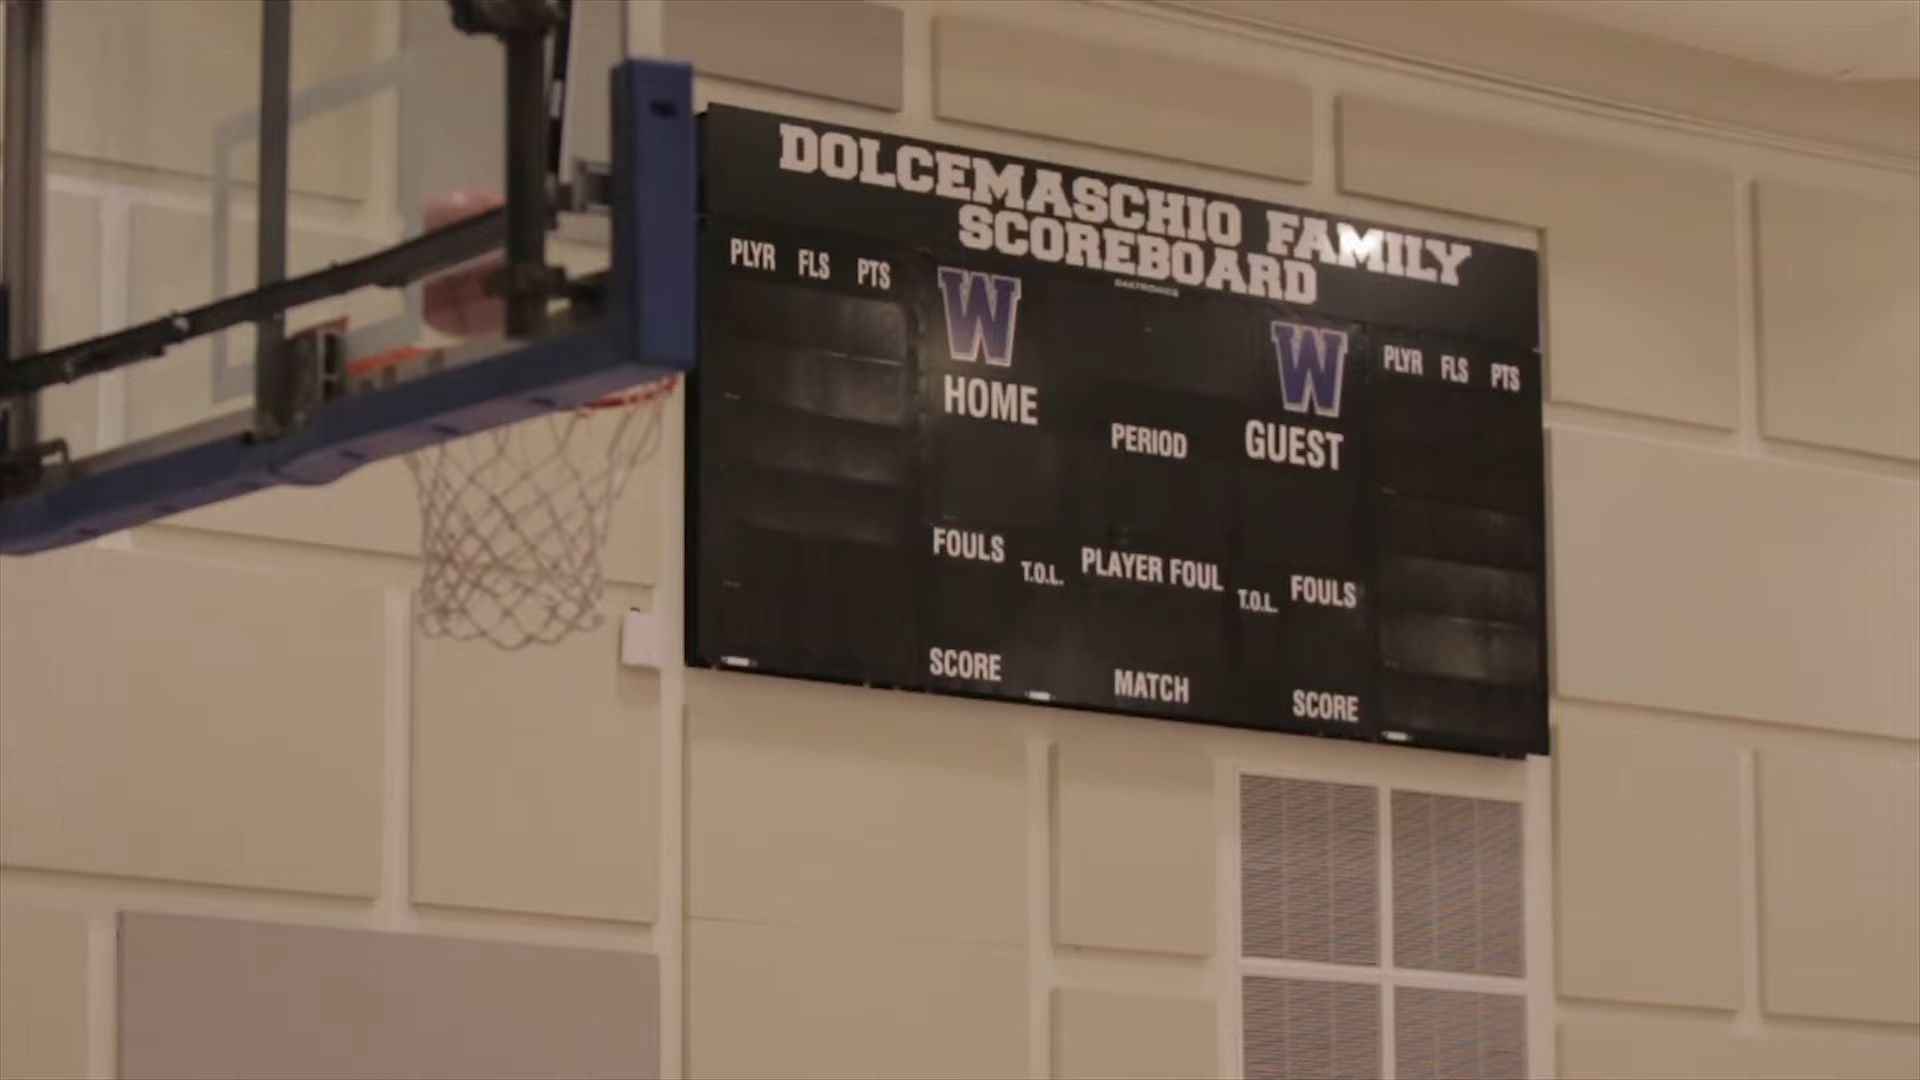 DOLCEMASCHIO FAMILY
SCOREBOARD
DAKTRONICS
PLYR FLS PTS
W
HOME
W
GUEST
PLYR FLS PTS
PERIOD
FOULS
T.O.L.
PLAYER FOUL
T.O.L.
FOULS
SCORE
MATCH
SCORE